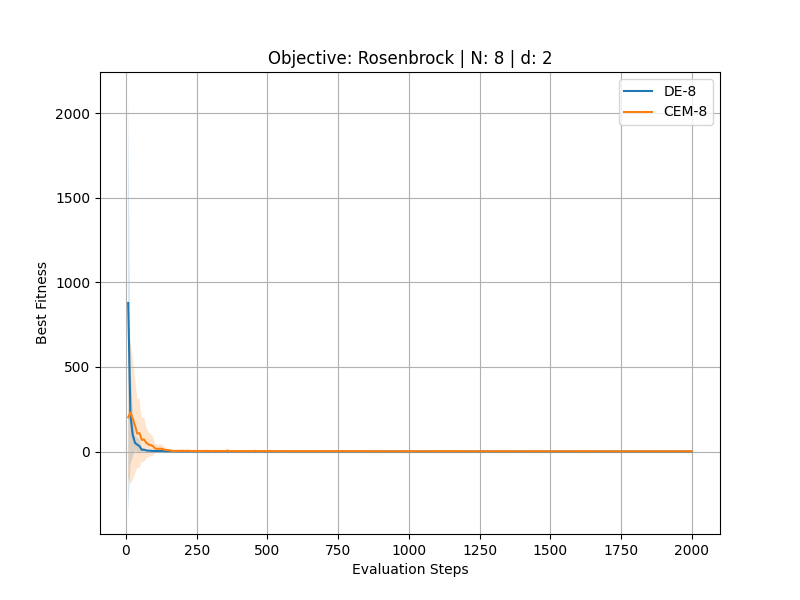 Objective: Rosenbrock | N: 8 | d: 2
DE-8
CEM-8
2000
1500
1000
500
0
Best Fitness
0 250 500 750 1000 1250 1500 1750 2000
Evaluation Steps